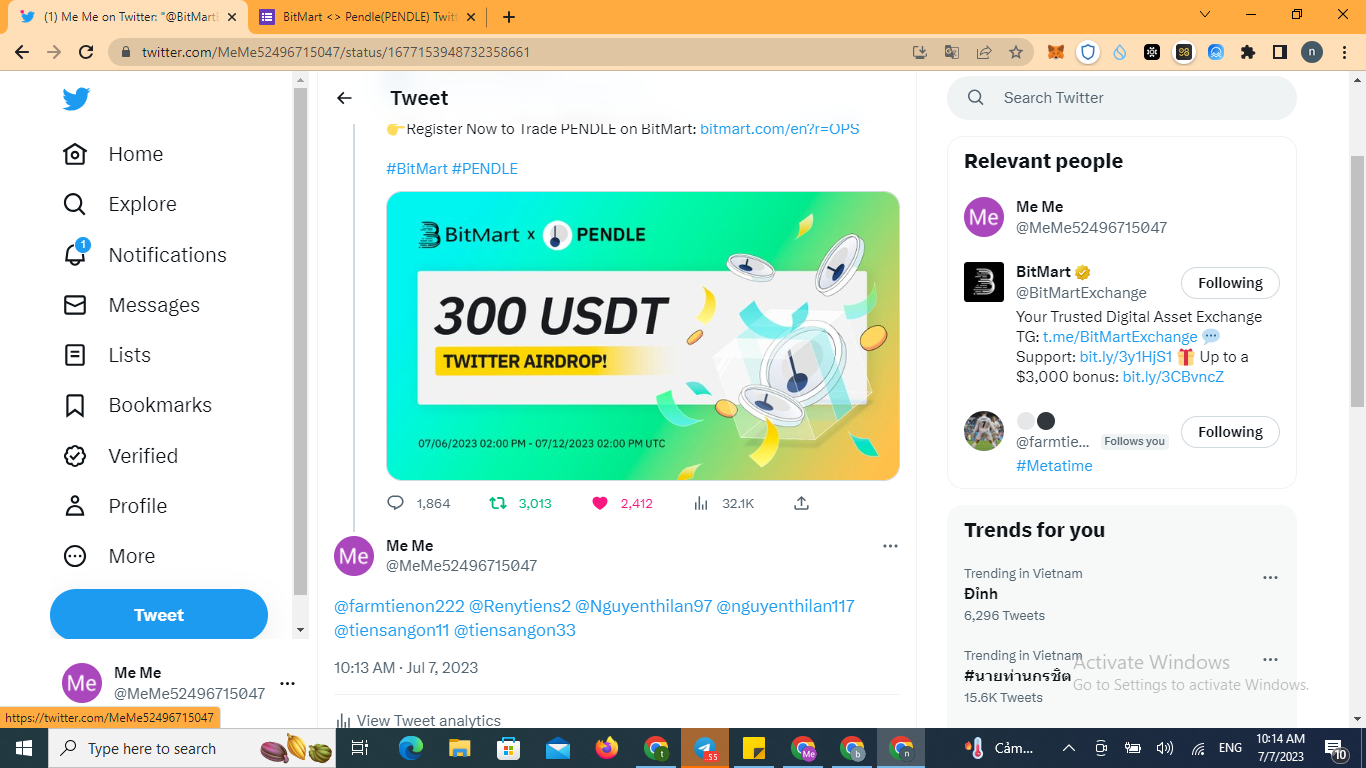 (1) Me Me on Twitter: "@BitMartE
BitMart <> Pendle(PENDLE) Twitt
twitter.com/MeMe52496715047/status/1677153948732358661
98
n
Home
Explore
1
Notifications
Messages
Lists
Bookmarks
Verified
Profile
More
Tweet
Me Me
Me
@MeMe52496715047
https://twitter.com/MeMe52496715047
Tweet
👉Register Now to Trade PENDLE on BitMart: bitmart.com/en?r=OPS
#BitMart #PENDLE
BitMart x PENDLE
300 USDT
TWITTER AIRDROP!
07/06/2023 02:00 PM - 07/12/2023 02:00 PM UTC
1,864 3,013 2,412 32.1K
Me
Me Me
@MeMe52496715047
@farmtienon222 @Renytiens2 @Nguyenthilan97 @nguyenthilan117
@tiensangon11 @tiensangon33
10:13 AM · Jul 7, 2023
View Tweet analytics
Search Twitter
Relevant people
Me
Me Me
@MeMe52496715047
BitMart
@BitMartExchange
Following
Your Trusted Digital Asset Exchange
TG: t.me/BitMartExchange 💬
Support: bit.ly/3y1HjS1 🎁 Up to a
$3,000 bonus: bit.ly/3CBvncZ
@farmtie... Follows you
Following
#Metatime
Trends for you
Trending in Vietnam
Đỉnh
6,296 Tweets
Trending in Vietnam
#นายท่านกรชิต
15.6K Tweets
Activate Windows
Go to Settings to activate Windows.
Type here to search
t
55
Me
b
n
Cảm...
ENG
10:14 AM
7/7/2023
10